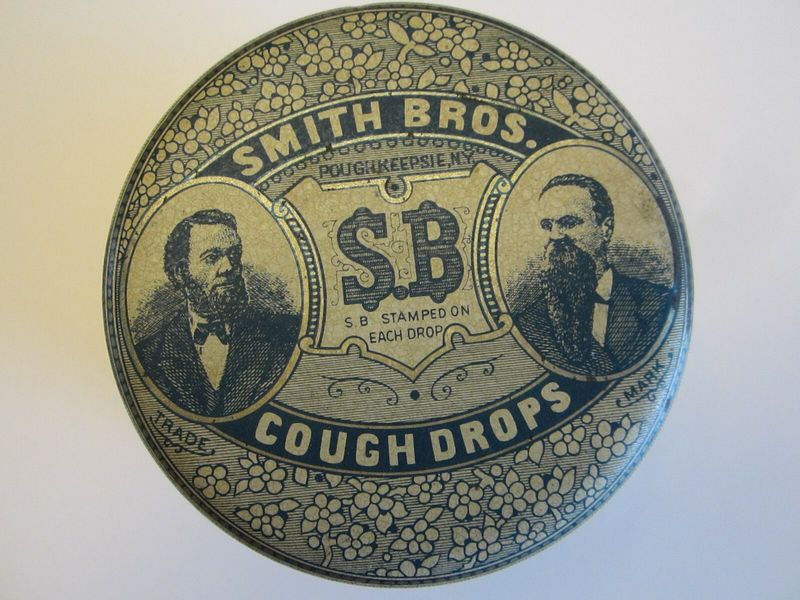 SMITH BROS.
POUGHKEEPSIE, N.Y.
S.B
S.B STAMPED ON
EACH DROP
TRADE
MARK
COUGH DROPS